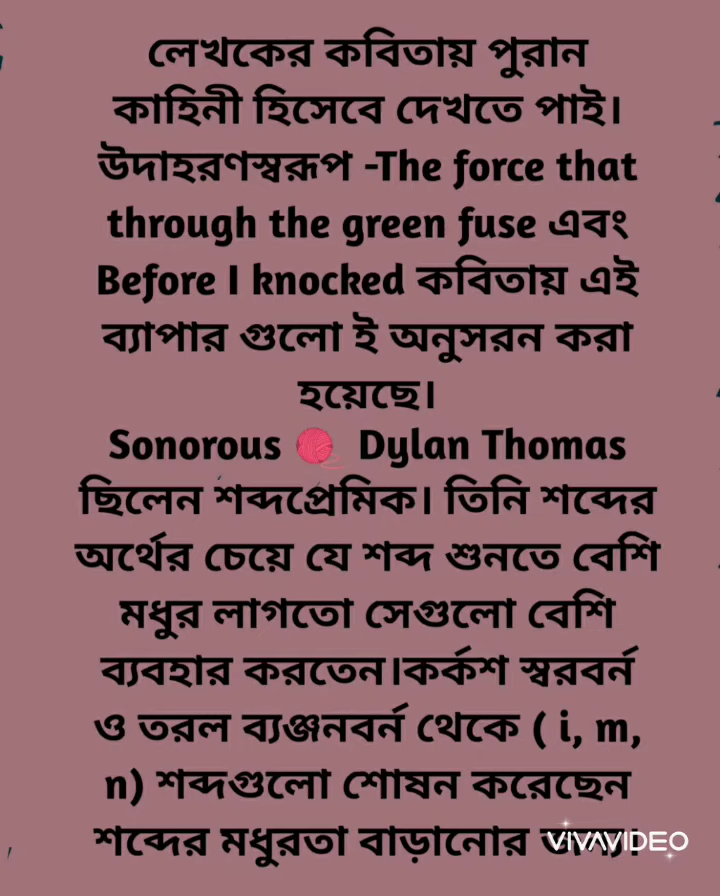 লেখকের কবিতায় পুরান
কাহিনী হিসেবে দেখতে পাই।
উদাহরণস্বরূপ -The force that
through the green fuse এবং
Before I knocked কবিতায় এই
ব্যাপার গুলো ই অনুসরন করা
হয়েছে।
Sonorous 🧶 Dylan Thomas
ছিলেন শব্দপ্রেমিক। তিনি শব্দের
অর্থের চেয়ে যে শব্দ শুনতে বেশি
মধুর লাগতো সেগুলো বেশি
ব্যবহার করতেন।কর্কশ স্বরবর্ন
ও তরল ব্যঞ্জনবর্ন থেকে ( i, m,
n) শব্দগুলো শোষন করেছেন
শব্দের মধুরতা বাড়ানোর
VIVAVIDEO